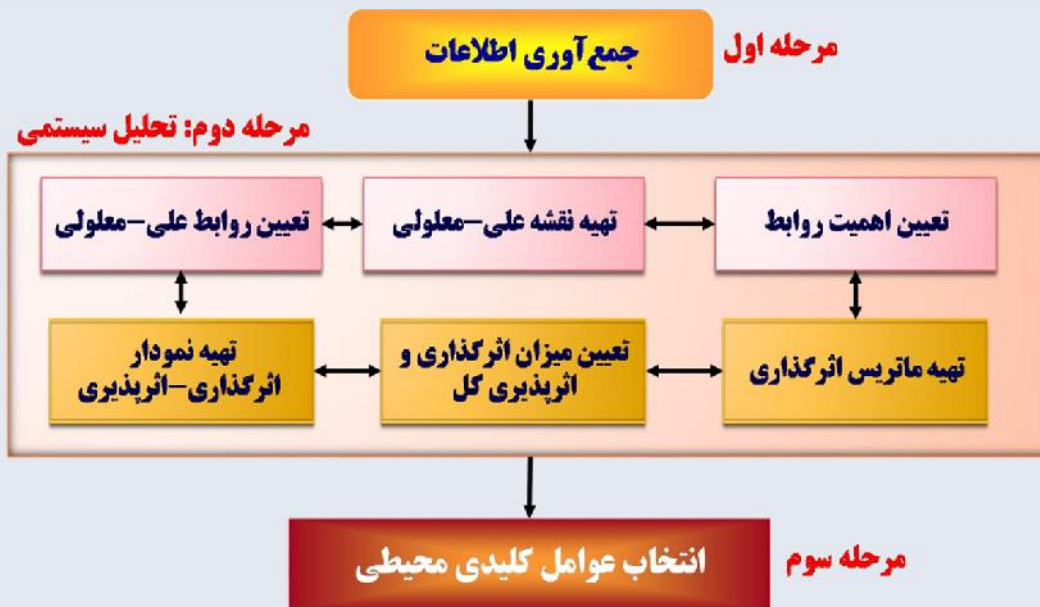 مرحله اول
جمع‌آوری اطلاعات
مرحله دوم: تحلیل سیستمی
تعیین اهمیت روابط
تهیه نقشه علی-معلولی
تعیین روابط علی-معلولی
تهیه ماتریس اثرگذاری
تعیین میزان اثرگذاری و
اثرپذیری کل
تهیه نمودار
اثرگذاری-اثرپذیری
مرحله سوم
انتخاب عوامل کلیدی محیطی